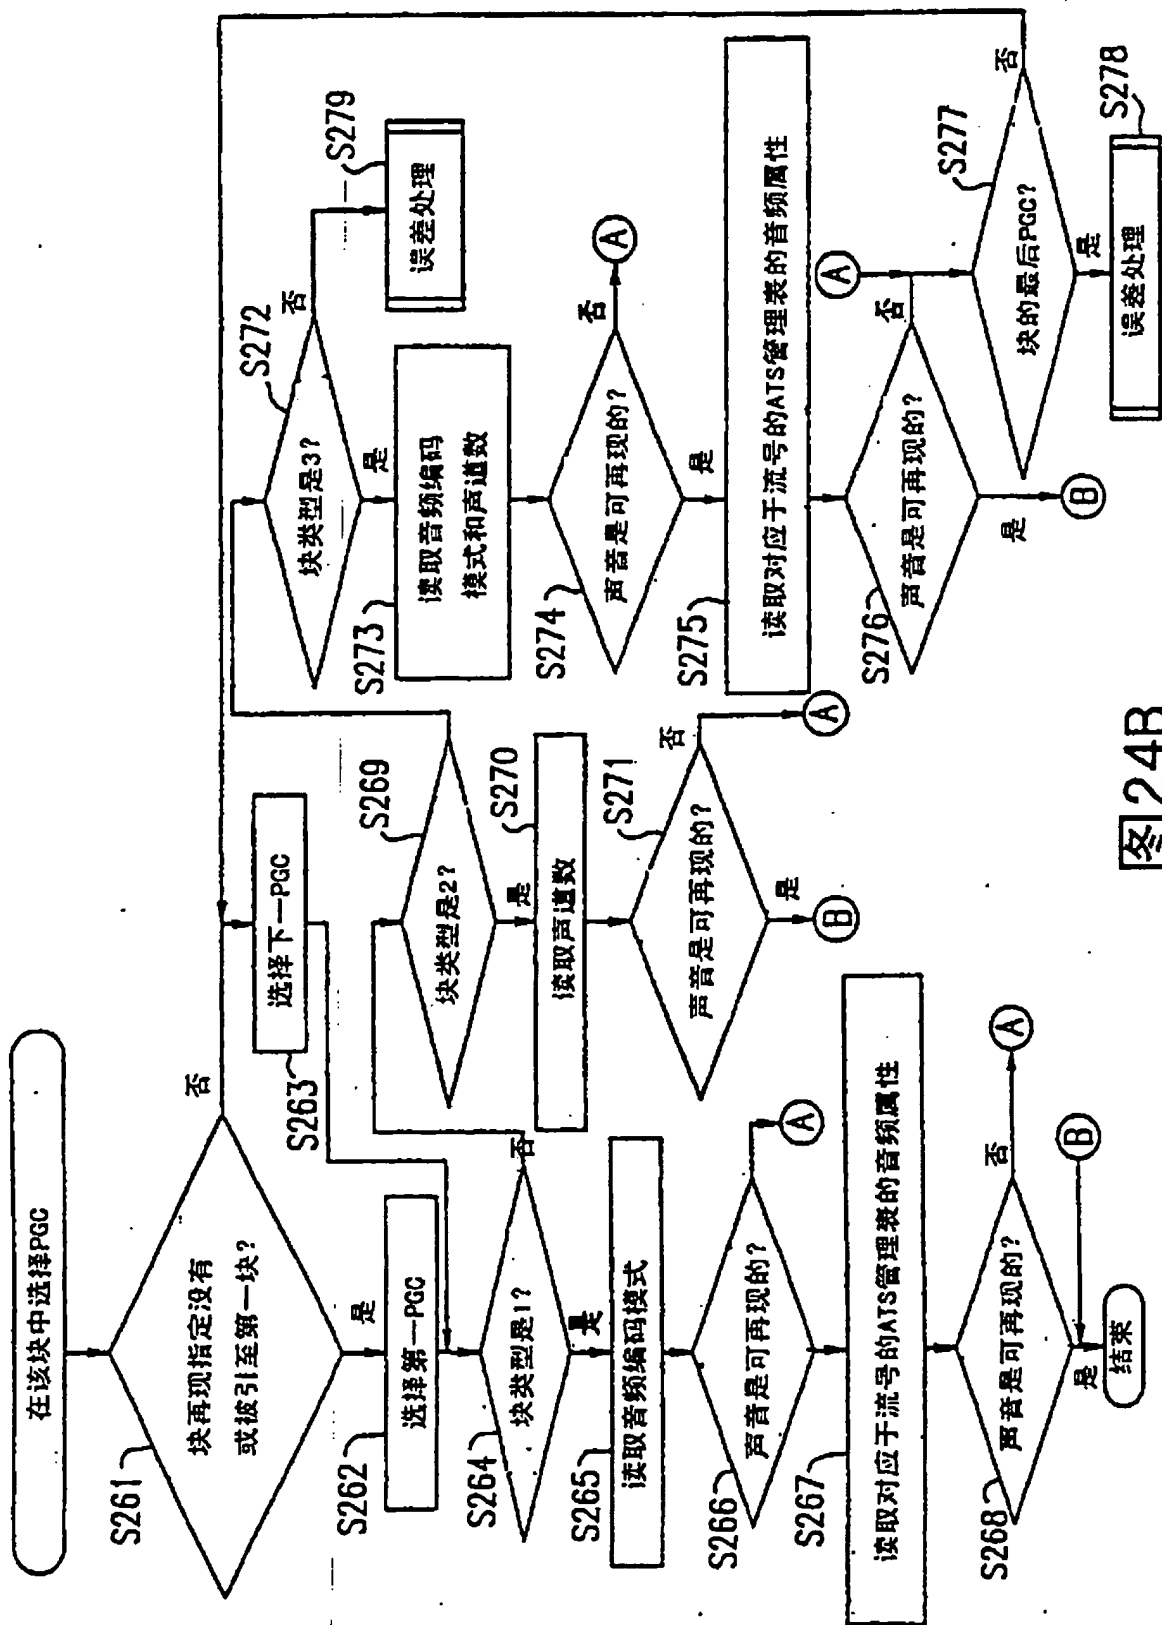 在该块中选择PGC
S261
块再现指定没有
或被引至第一块?
否
是
S262
选择第一PGC
S263
选择下一PGC
S264
块类型是1?
否
是
S265
读取音频编码模式
S266
声音是可再现的?
A
S267
读取对应于流号的ATS管理表的音频属性
S268
声音是可再现的?
否
A
是
B
结束
S269
块类型是2?
是
S270
读取声道数
S271
声音是可再现的?
否
A
是
B
S272
块类型是3?
否
S279
误差处理
是
S273
读取音频编码
模式和声道数
S274
声音是可再现的?
否
A
是
S275
读取对应于流号的ATS管理表的音频属性
S276
声音是可再现的?
否
A
是
B
S277
块的最后PGC?
否
是
S278
误差处理
图24B